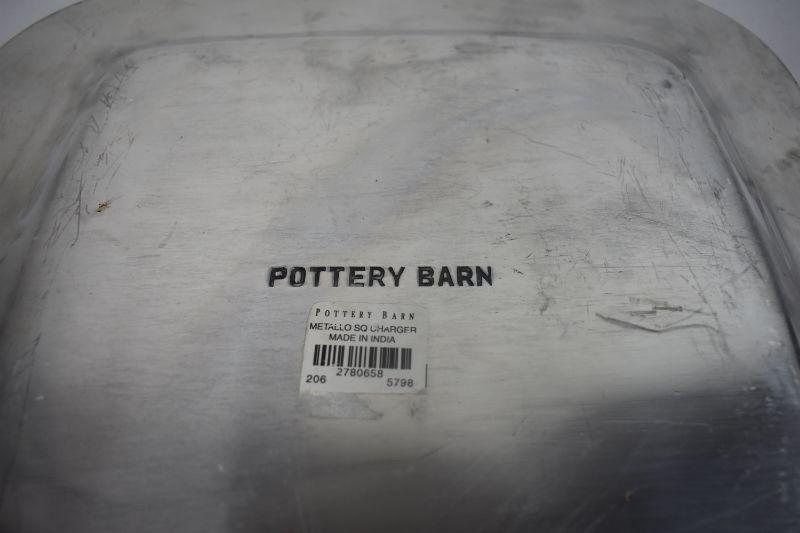 POTTERY BARN
POTTERY BARN
METALLO SQ CHARGER
MADE IN INDIA
2780658
206 5798